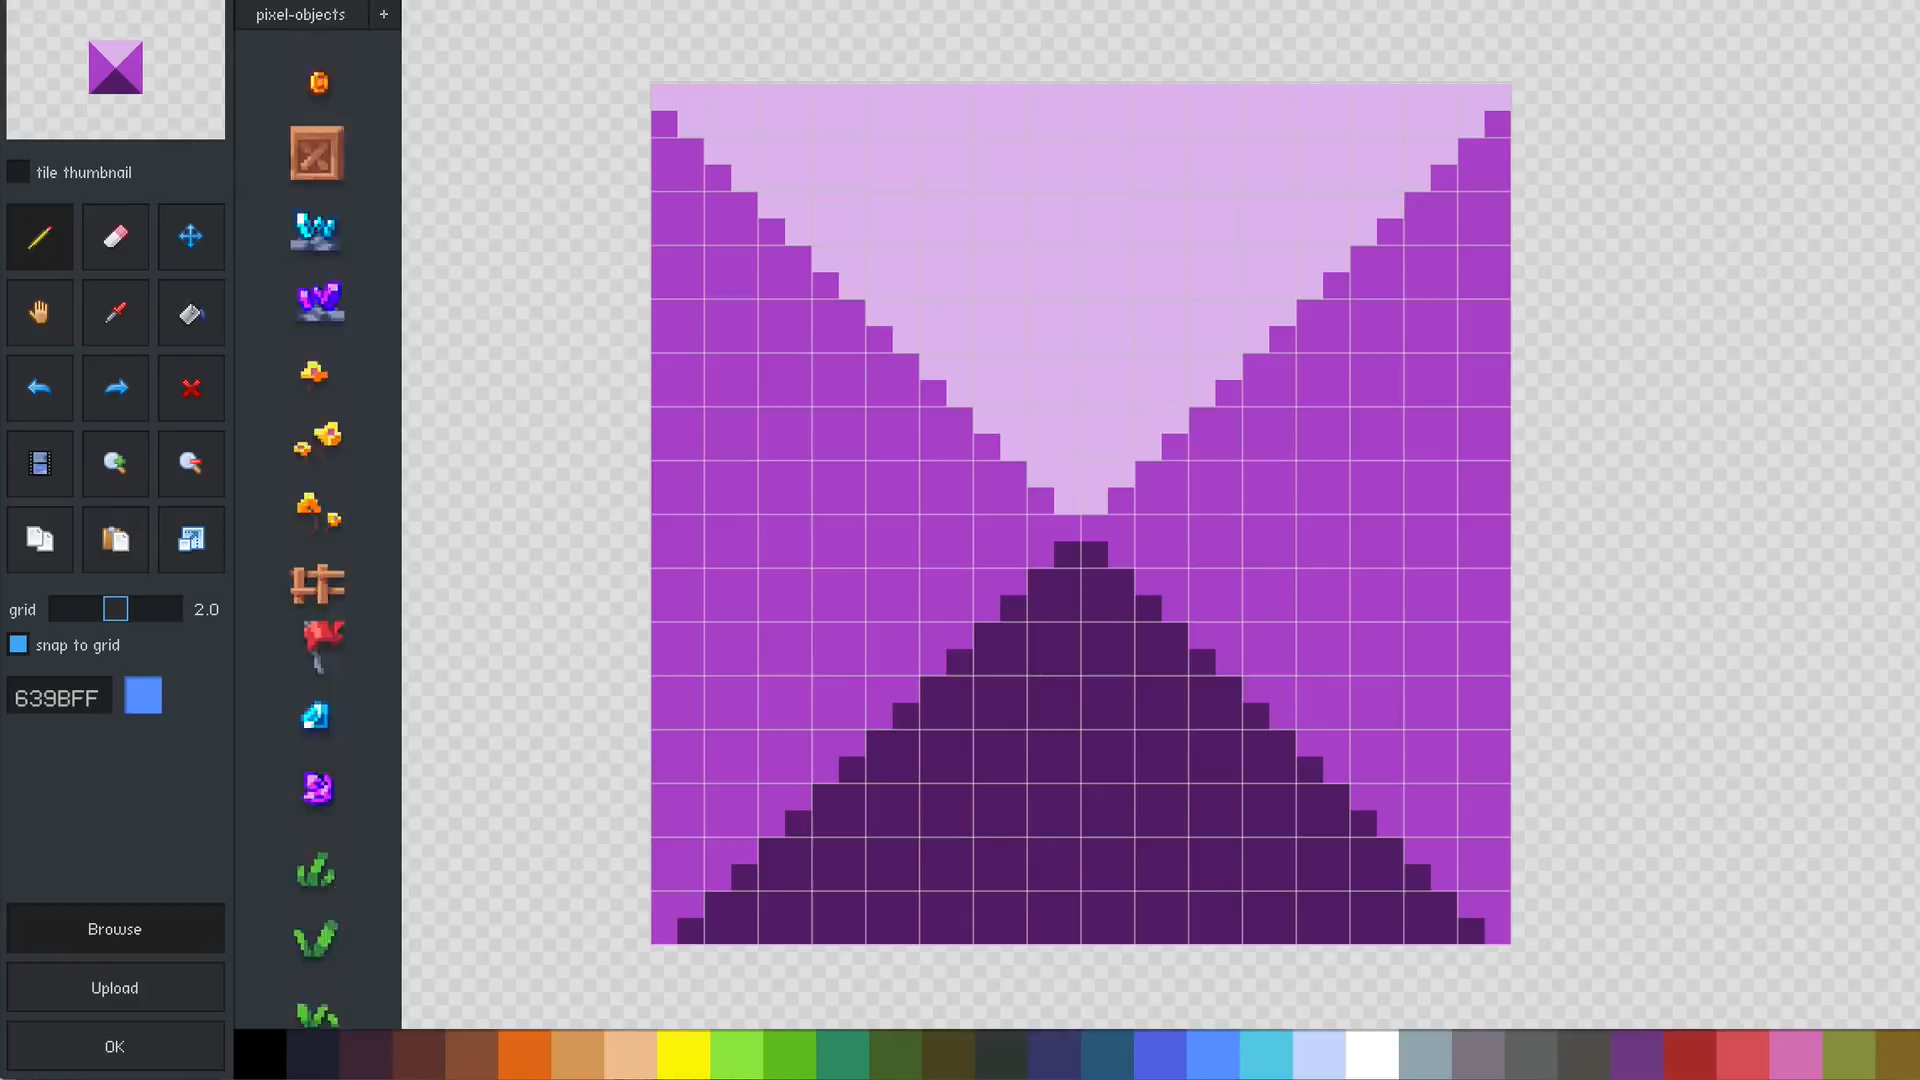 pixel-objects +
tile thumbnail
grid 2.0
snap to grid
639BFF
Browse
Upload
OK